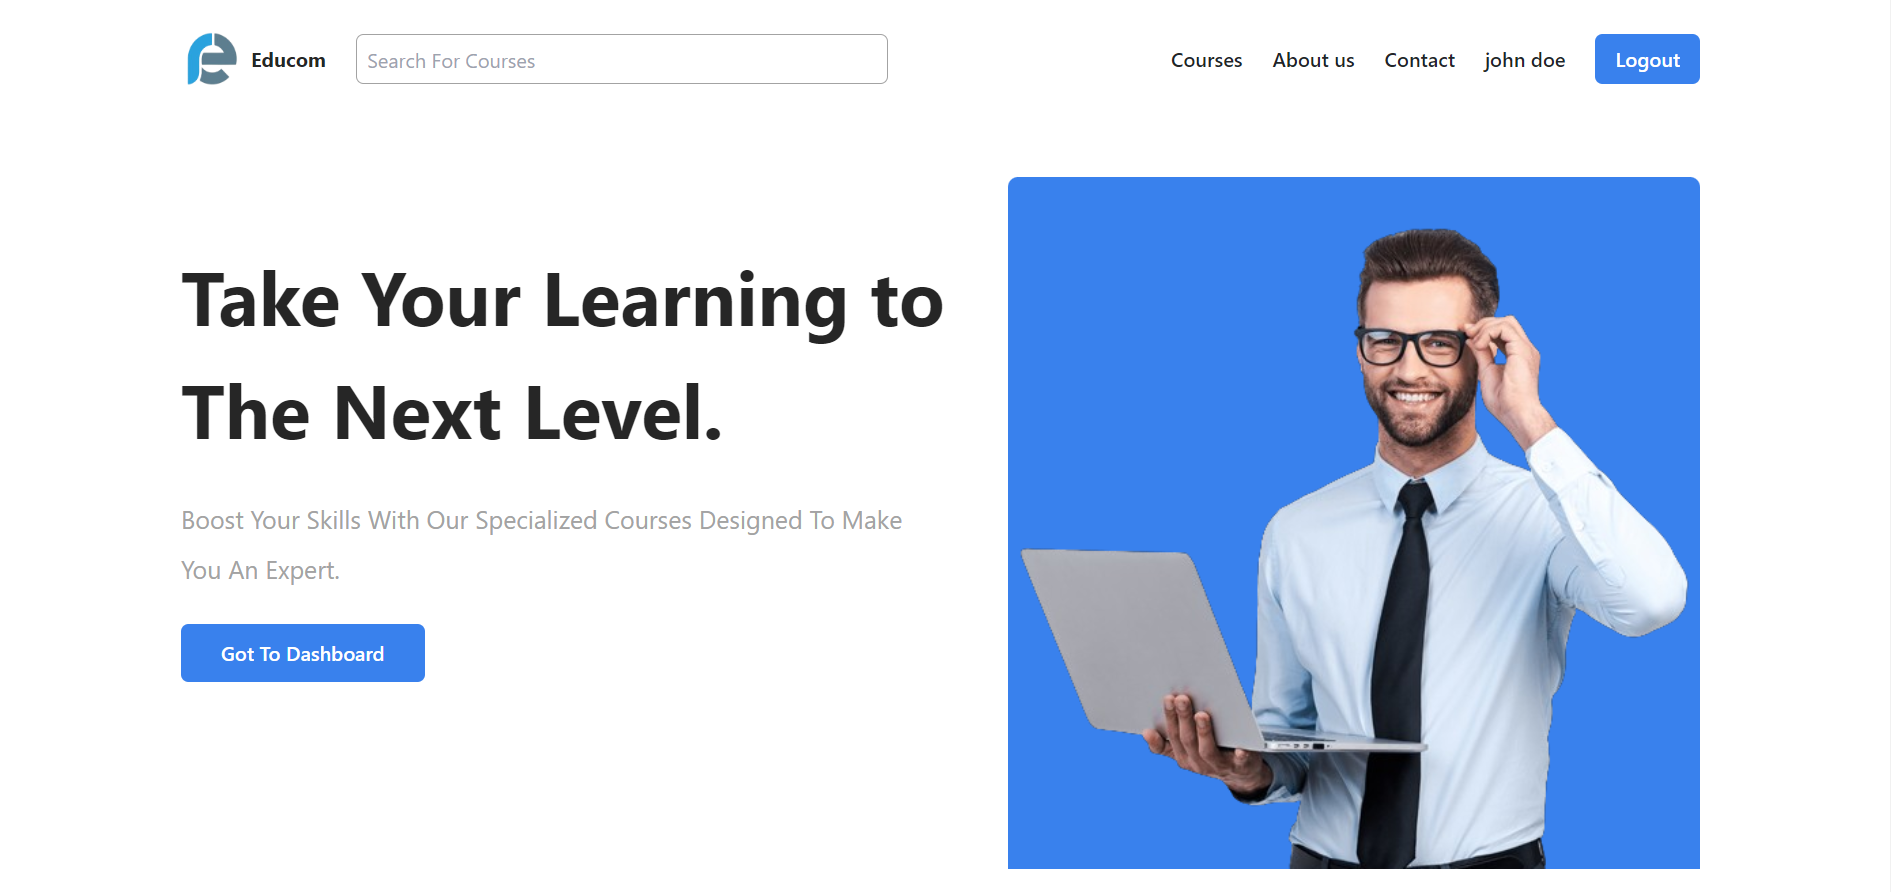 Educom
Search For Courses
Courses
About us
Contact
john doe
Logout
Take Your Learning to
The Next Level.
Boost Your Skills With Our Specialized Courses Designed To Make
You An Expert.
Got To Dashboard